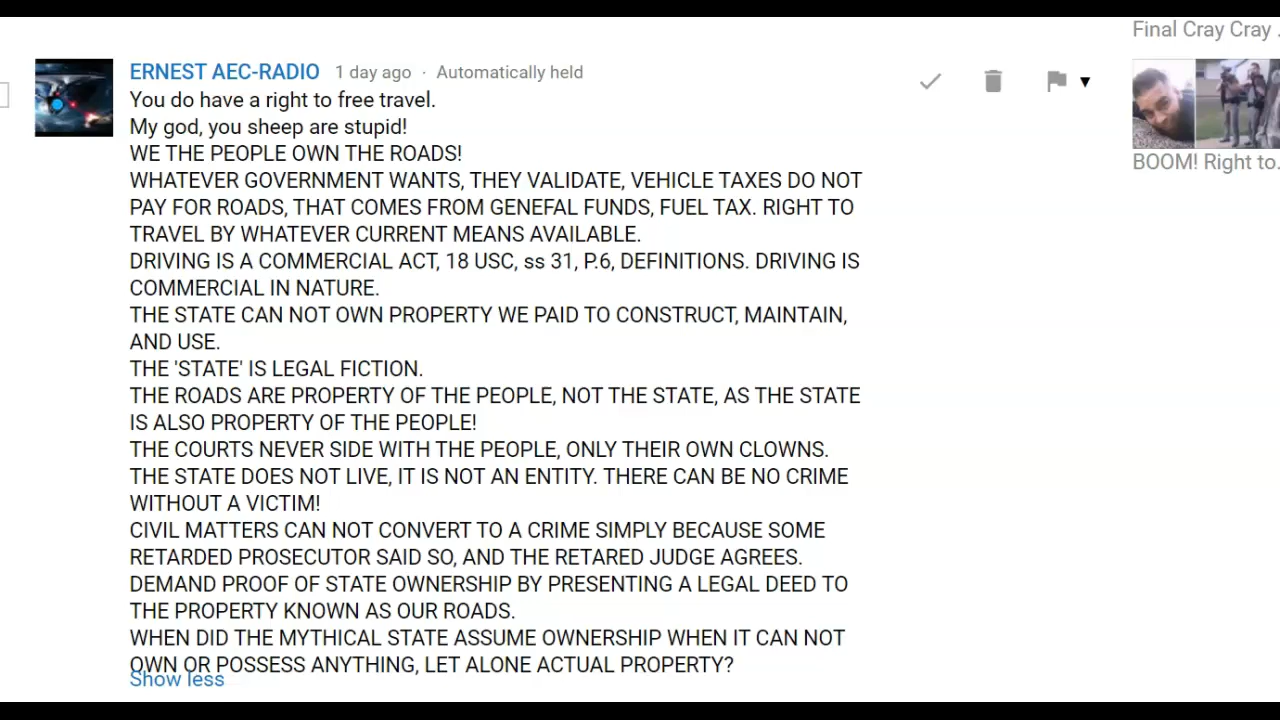 Final Cray Cray .
ERNEST AEC-RADIO 1 day ago · Automatically held
You do have a right to free travel.
My god, you sheep are stupid!
WE THE PEOPLE OWN THE ROADS!
WHATEVER GOVERNMENT WANTS, THEY VALIDATE, VEHICLE TAXES DO NOT
PAY FOR ROADS, THAT COMES FROM GENEFAL FUNDS, FUEL TAX. RIGHT TO
TRAVEL BY WHATEVER CURRENT MEANS AVAILABLE.
DRIVING IS A COMMERCIAL ACT, 18 USC, ss 31, P.6, DEFINITIONS. DRIVING IS
COMMERCIAL IN NATURE.
THE STATE CAN NOT OWN PROPERTY WE PAID TO CONSTRUCT, MAINTAIN,
AND USE.
THE 'STATE' IS LEGAL FICTION.
THE ROADS ARE PROPERTY OF THE PEOPLE, NOT THE STATE, AS THE STATE
IS ALSO PROPERTY OF THE PEOPLE!
THE COURTS NEVER SIDE WITH THE PEOPLE, ONLY THEIR OWN CLOWNS.
THE STATE DOES NOT LIVE, IT IS NOT AN ENTITY. THERE CAN BE NO CRIME
WITHOUT A VICTIM!
CIVIL MATTERS CAN NOT CONVERT TO A CRIME SIMPLY BECAUSE SOME
RETARDED PROSECUTOR SAID SO, AND THE RETARED JUDGE AGREES.
DEMAND PROOF OF STATE OWNERSHIP BY PRESENTING A LEGAL DEED TO
THE PROPERTY KNOWN AS OUR ROADS.
WHEN DID THE MYTHICAL STATE ASSUME OWNERSHIP WHEN IT CAN NOT
OWN OR POSSESS ANYTHING, LET ALONE ACTUAL PROPERTY?
Show less
BOOM! Right to.